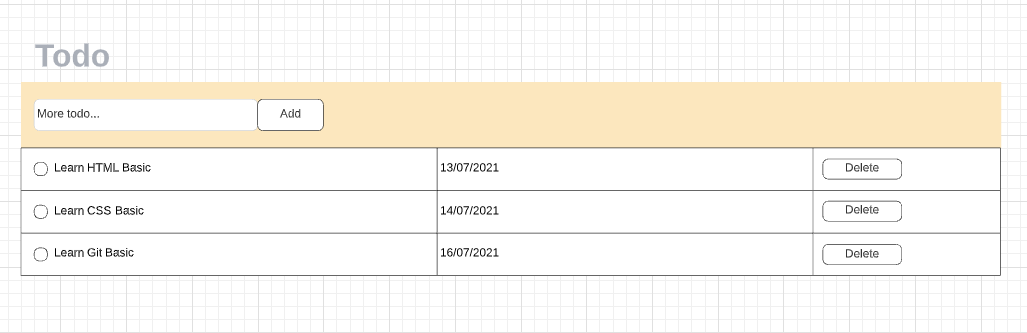 Todo
More todo... Add
Learn HTML Basic 13/07/2021 Delete
Learn CSS Basic 14/07/2021 Delete
Learn Git Basic 16/07/2021 Delete